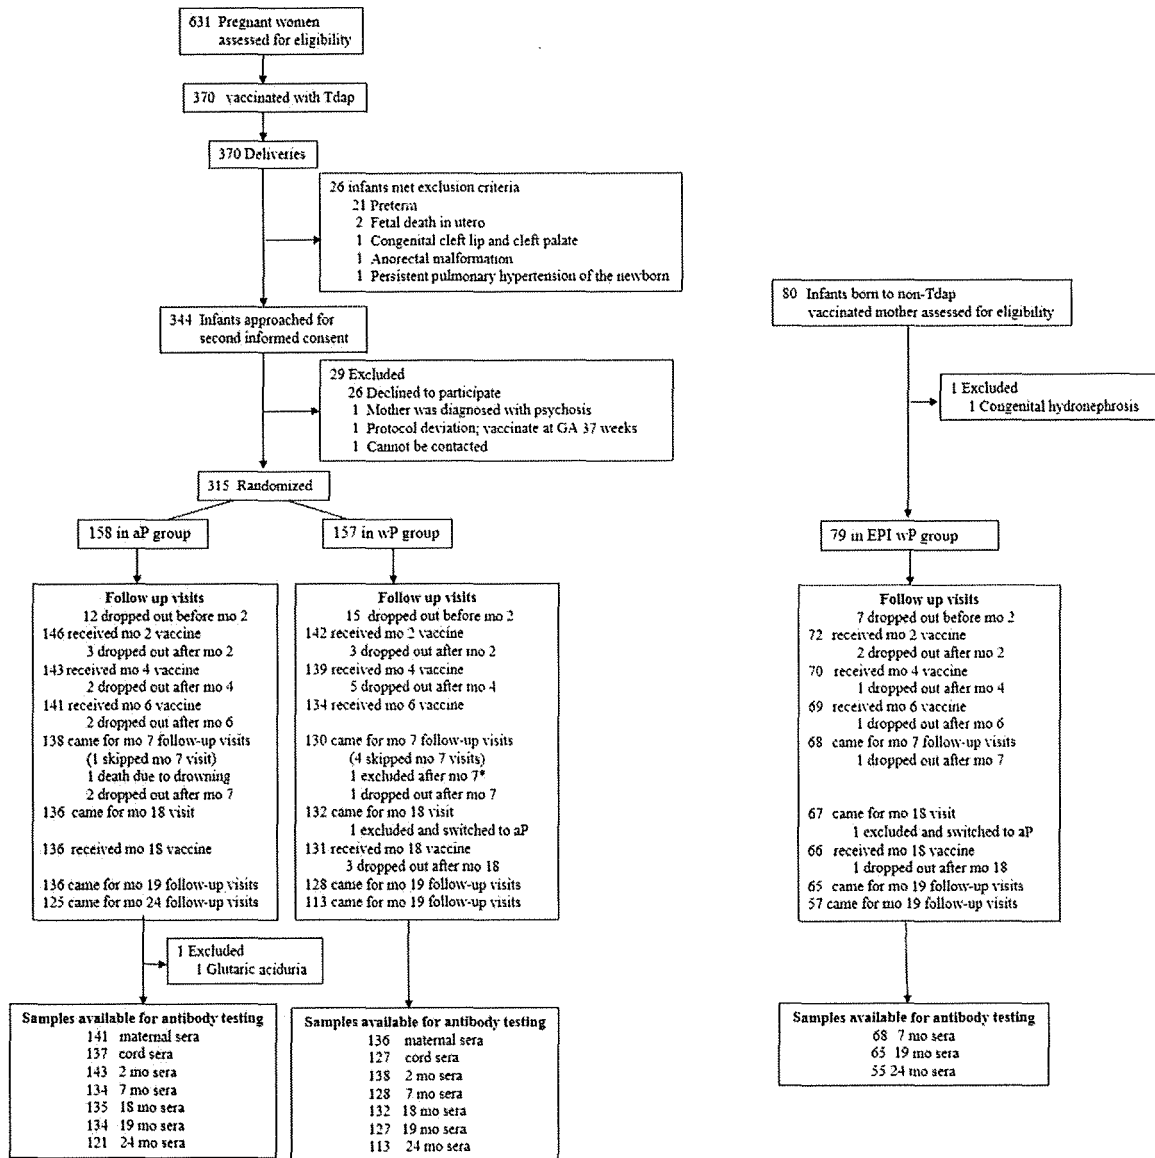 631 Pregnant women
assessed for eligibility
370 vaccinated with Tdap
370 Deliveries
26 infants met exclusion criteria
21 Preterm
2 Fetal death in utero
1 Congenital cleft lip and cleft palate
1 Anorectal malformation
1 Persistent pulmonary hypertension of the newborn
344 Infants approached for
second informed consent
29 Excluded
26 Declined to participate
1 Mother was diagnosed with psychosis
1 Protocol deviation; vaccinate at GA 37 weeks
1 Cannot be contacted
315 Randomized
158 in aP group
Follow up visits
12 dropped out before mo 2
146 received mo 2 vaccine
3 dropped out after mo 2
143 received mo 4 vaccine
2 dropped out after mo 4
141 received mo 6 vaccine
2 dropped out after mo 6
138 came for mo 7 follow-up visits
(1 skipped mo 7 visit)
1 death due to drowning
2 dropped out after mo 7
136 came for mo 18 visit
136 received mo 18 vaccine
136 came for mo 19 follow-up visits
125 came for mo 24 follow-up visits
1 Excluded
1 Glutaric aciduria
Samples available for antibody testing
141 maternal sera
137 cord sera
143 2 mo sera
134 7 mo sera
135 18 mo sera
134 19 mo sera
121 24 mo sera
157 in wP group
Follow up visits
15 dropped out before mo 2
142 received mo 2 vaccine
3 dropped out after mo 2
139 received mo 4 vaccine
5 dropped out after mo 4
134 received mo 6 vaccine
130 came for mo 7 follow-up visits
(4 skipped mo 7 visits)
1 excluded after mo 7*
1 dropped out after mo 7
132 came for mo 18 visit
1 excluded and switched to aP
131 received mo 18 vaccine
3 dropped out after mo 18
128 came for mo 19 follow-up visits
113 came for mo 19 follow-up visits
Samples available for antibody testing
136 maternal sera
127 cord sera
138 2 mo sera
128 7 mo sera
132 18 mo sera
127 19 mo sera
113 24 mo sera
80 Infants born to non-Tdap
vaccinated mother assessed for eligibility
1 Excluded
1 Congenital hydronephrosis
79 in EPI wP group
Follow up visits
7 dropped out before mo 2
72 received mo 2 vaccine
2 dropped out after mo 2
70 received mo 4 vaccine
1 dropped out after mo 4
69 received mo 6 vaccine
1 dropped out after mo 6
68 came for mo 7 follow-up visits
1 dropped out after mo 7
67 came for mo 18 visit
1 excluded and switched to aP
66 received mo 18 vaccine
1 dropped out after mo 18
65 came for mo 19 follow-up visits
57 came for mo 19 follow-up visits
Samples available for antibody testing
68 7 mo sera
65 19 mo sera
55 24 mo sera